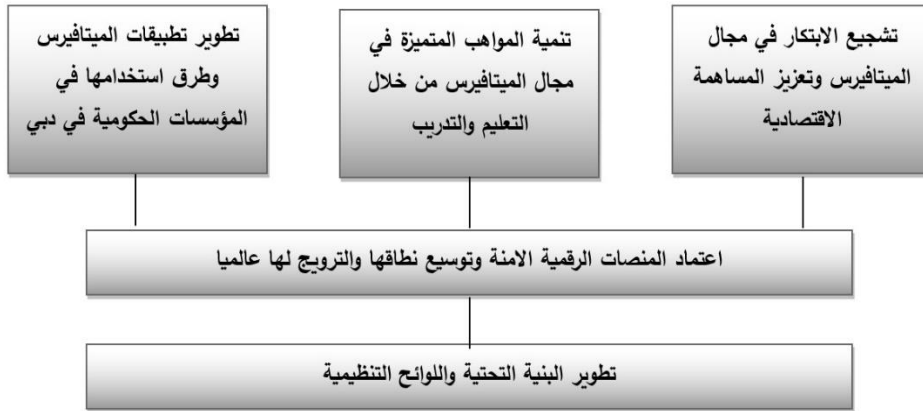 تشجيع الابتكار في مجال
الميتافيرس وتعزيز المساهمة
الاقتصادية
تنمية المواهب المتميزة في
مجال الميتافيرس من خلال
التعليم والتدريب
تطوير تطبيقات الميتافيرس
وطرق استخدامها في
المؤسسات الحكومية في دبي
اعتماد المنصات الرقمية الامنة وتوسيع نطاقها والترويج لها عالميا
تطوير البنية التحتية واللوائح التنظيمية